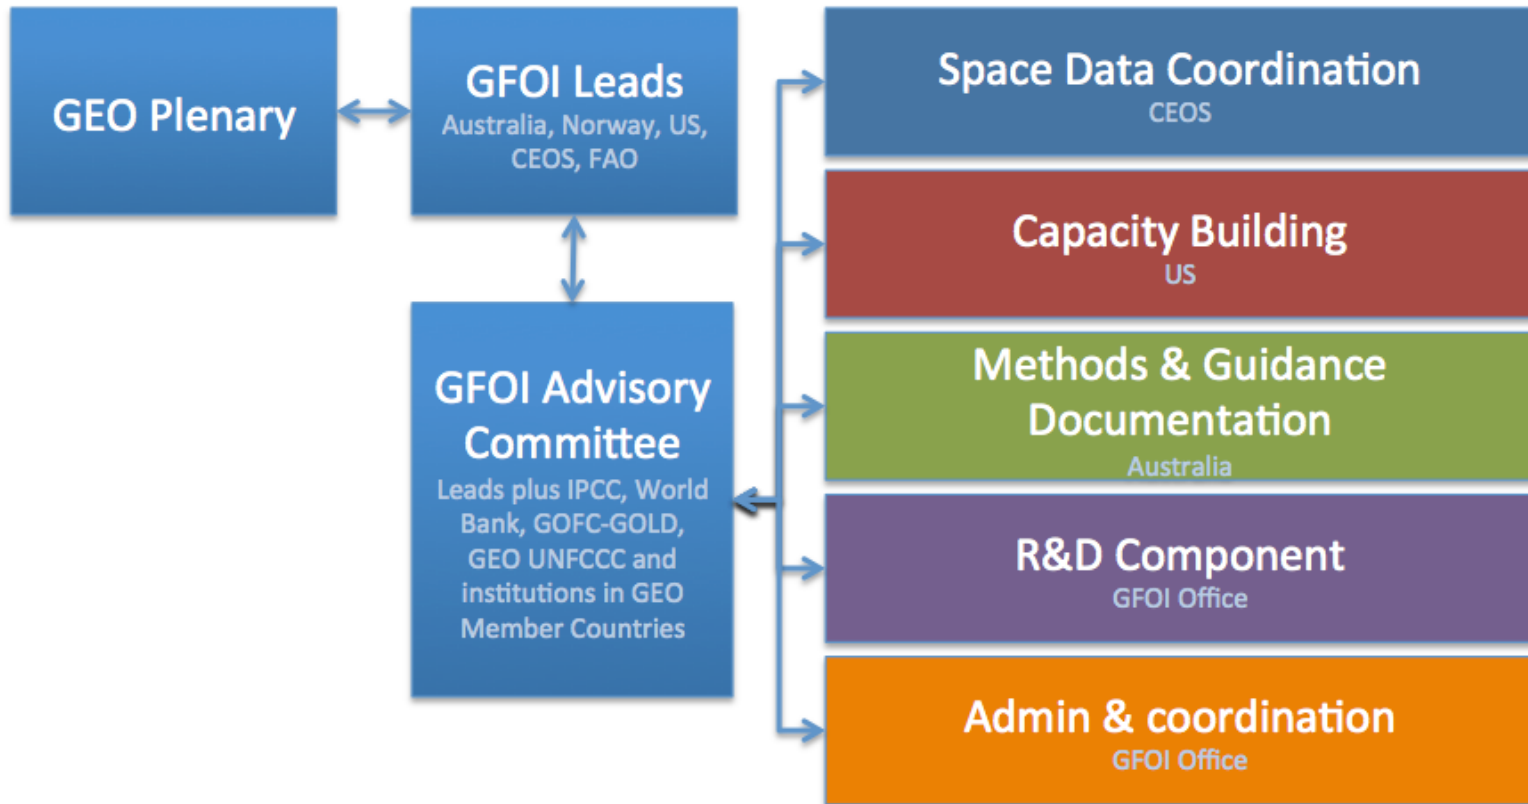 GEO Plenary
GFOI Leads
Australia, Norway, US,
CEOS, FAO
GFOI Advisory
Committee
Leads plus IPCC, World
Bank, GOFC-GOLD,
GEO UNFCCC and
institutions in GEO
Member Countries
Space Data Coordination
CEOS
Capacity Building
US
Methods & Guidance
Documentation
Australia
R&D Component
GFOI Office
Admin & coordination
GFOI Office